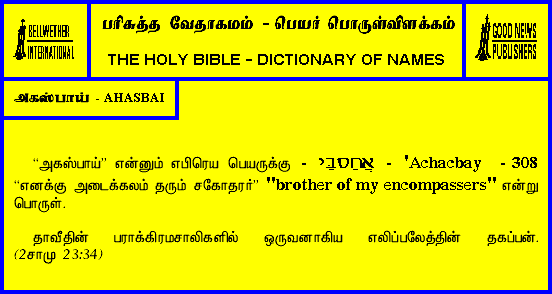 BELLWETHER
INTERNATIONAL
பரிசுத்த வேதாகமம் - பெயர் பொருள்விளக்கம்
THE HOLY BIBLE - DICTIONARY OF NAMES
GOOD NEWS
PUBLISHERS
அகஸ்பாய் - AHASBAI
“அகஸ்பாய்” என்னும் எபிரெய பெயருக்கு - אֲחַסְבַּי - 'Achacbay - 308
“எனக்கு அடைக்கலம் தரும் சகோதரர்” "brother of my encompassers" என்று
பொருள்.
தாவீதின் பராக்கிரமசாலிகளில் ஒருவனாகிய எலிப்பலேத்தின் தகப்பன்.
(2சாமு 23:34)